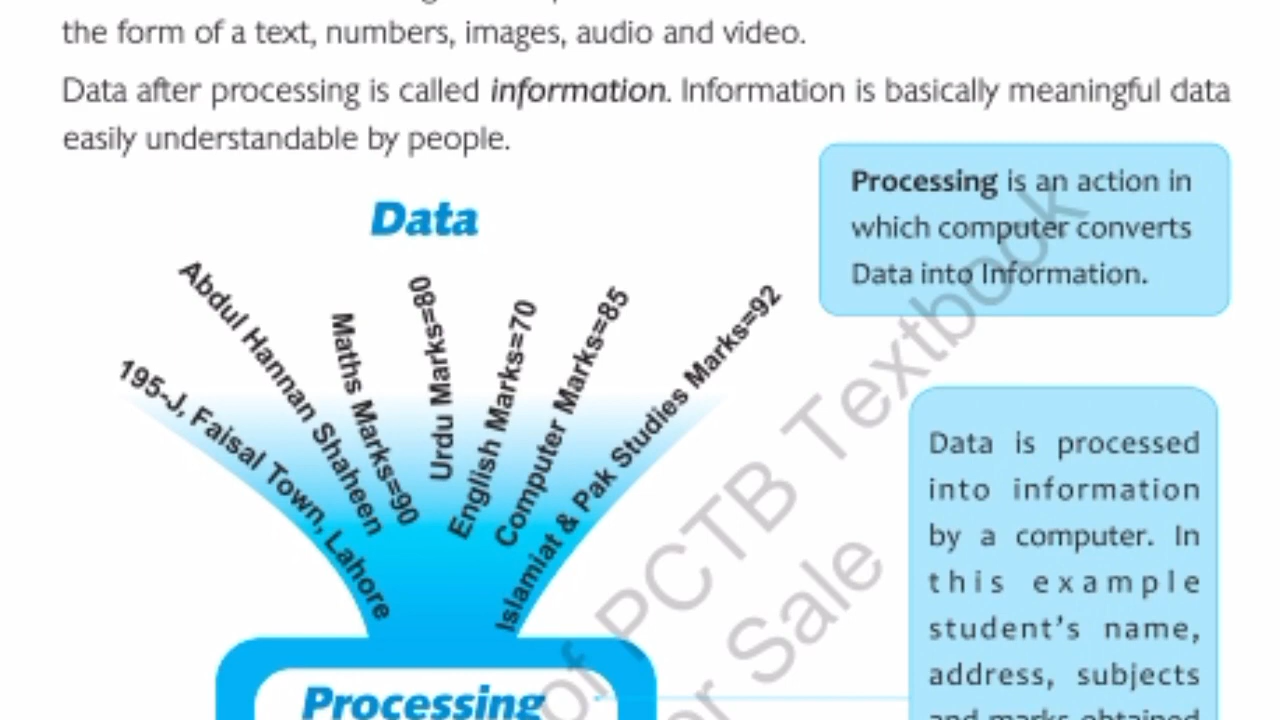 the form of a text, numbers, images, audio and video.
Data after processing is called information. Information is basically meaningful data
easily understandable by people.
Processing is an action in
which computer converts
Data into Information.
Data
195-J, Faisal Town, Lahore
Abdul Hannan Shaheen
Maths Marks=90
Urdu Marks=80
English Marks=70
Computer Marks=85
Islamiat & Pak Studies Marks=92
Data is processed
into information
by a computer. In
this example
student's name,
address, subjects
and marks obtained
Processing
of PCTB Textbook
Sale